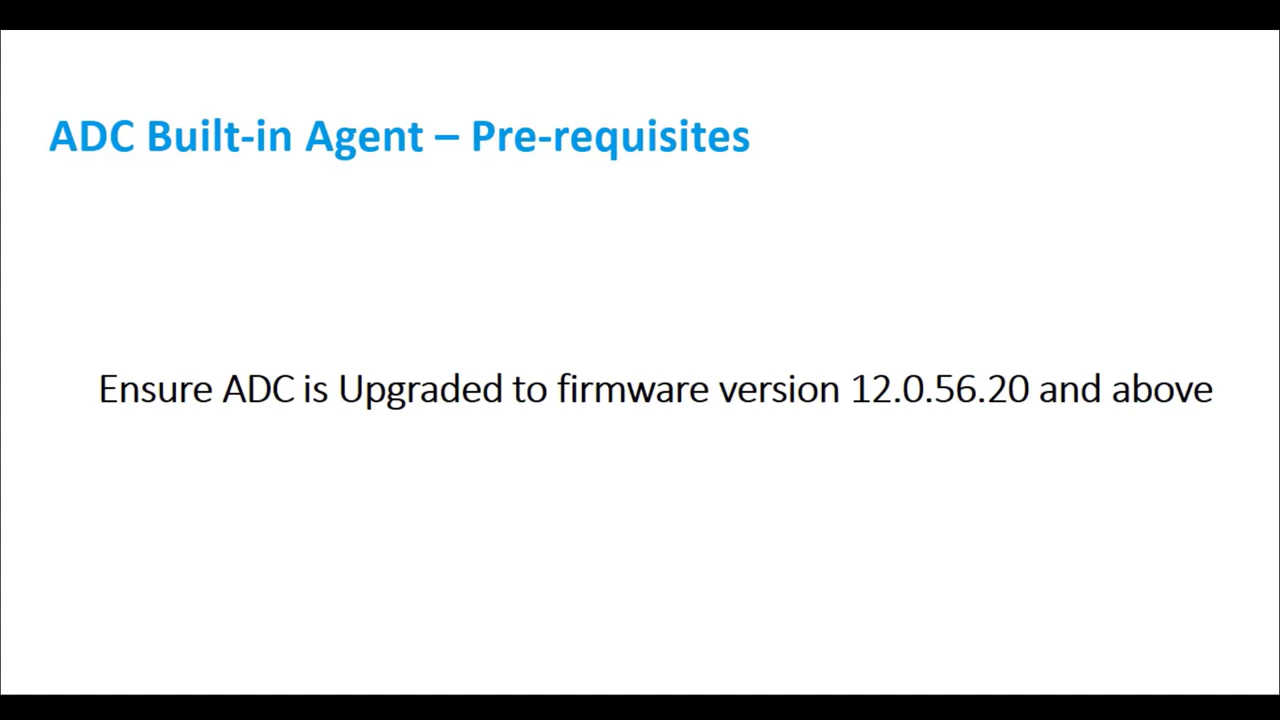 ADC Built-in Agent – Pre-requisites
Ensure ADC is Upgraded to firmware version 12.0.56.20 and above